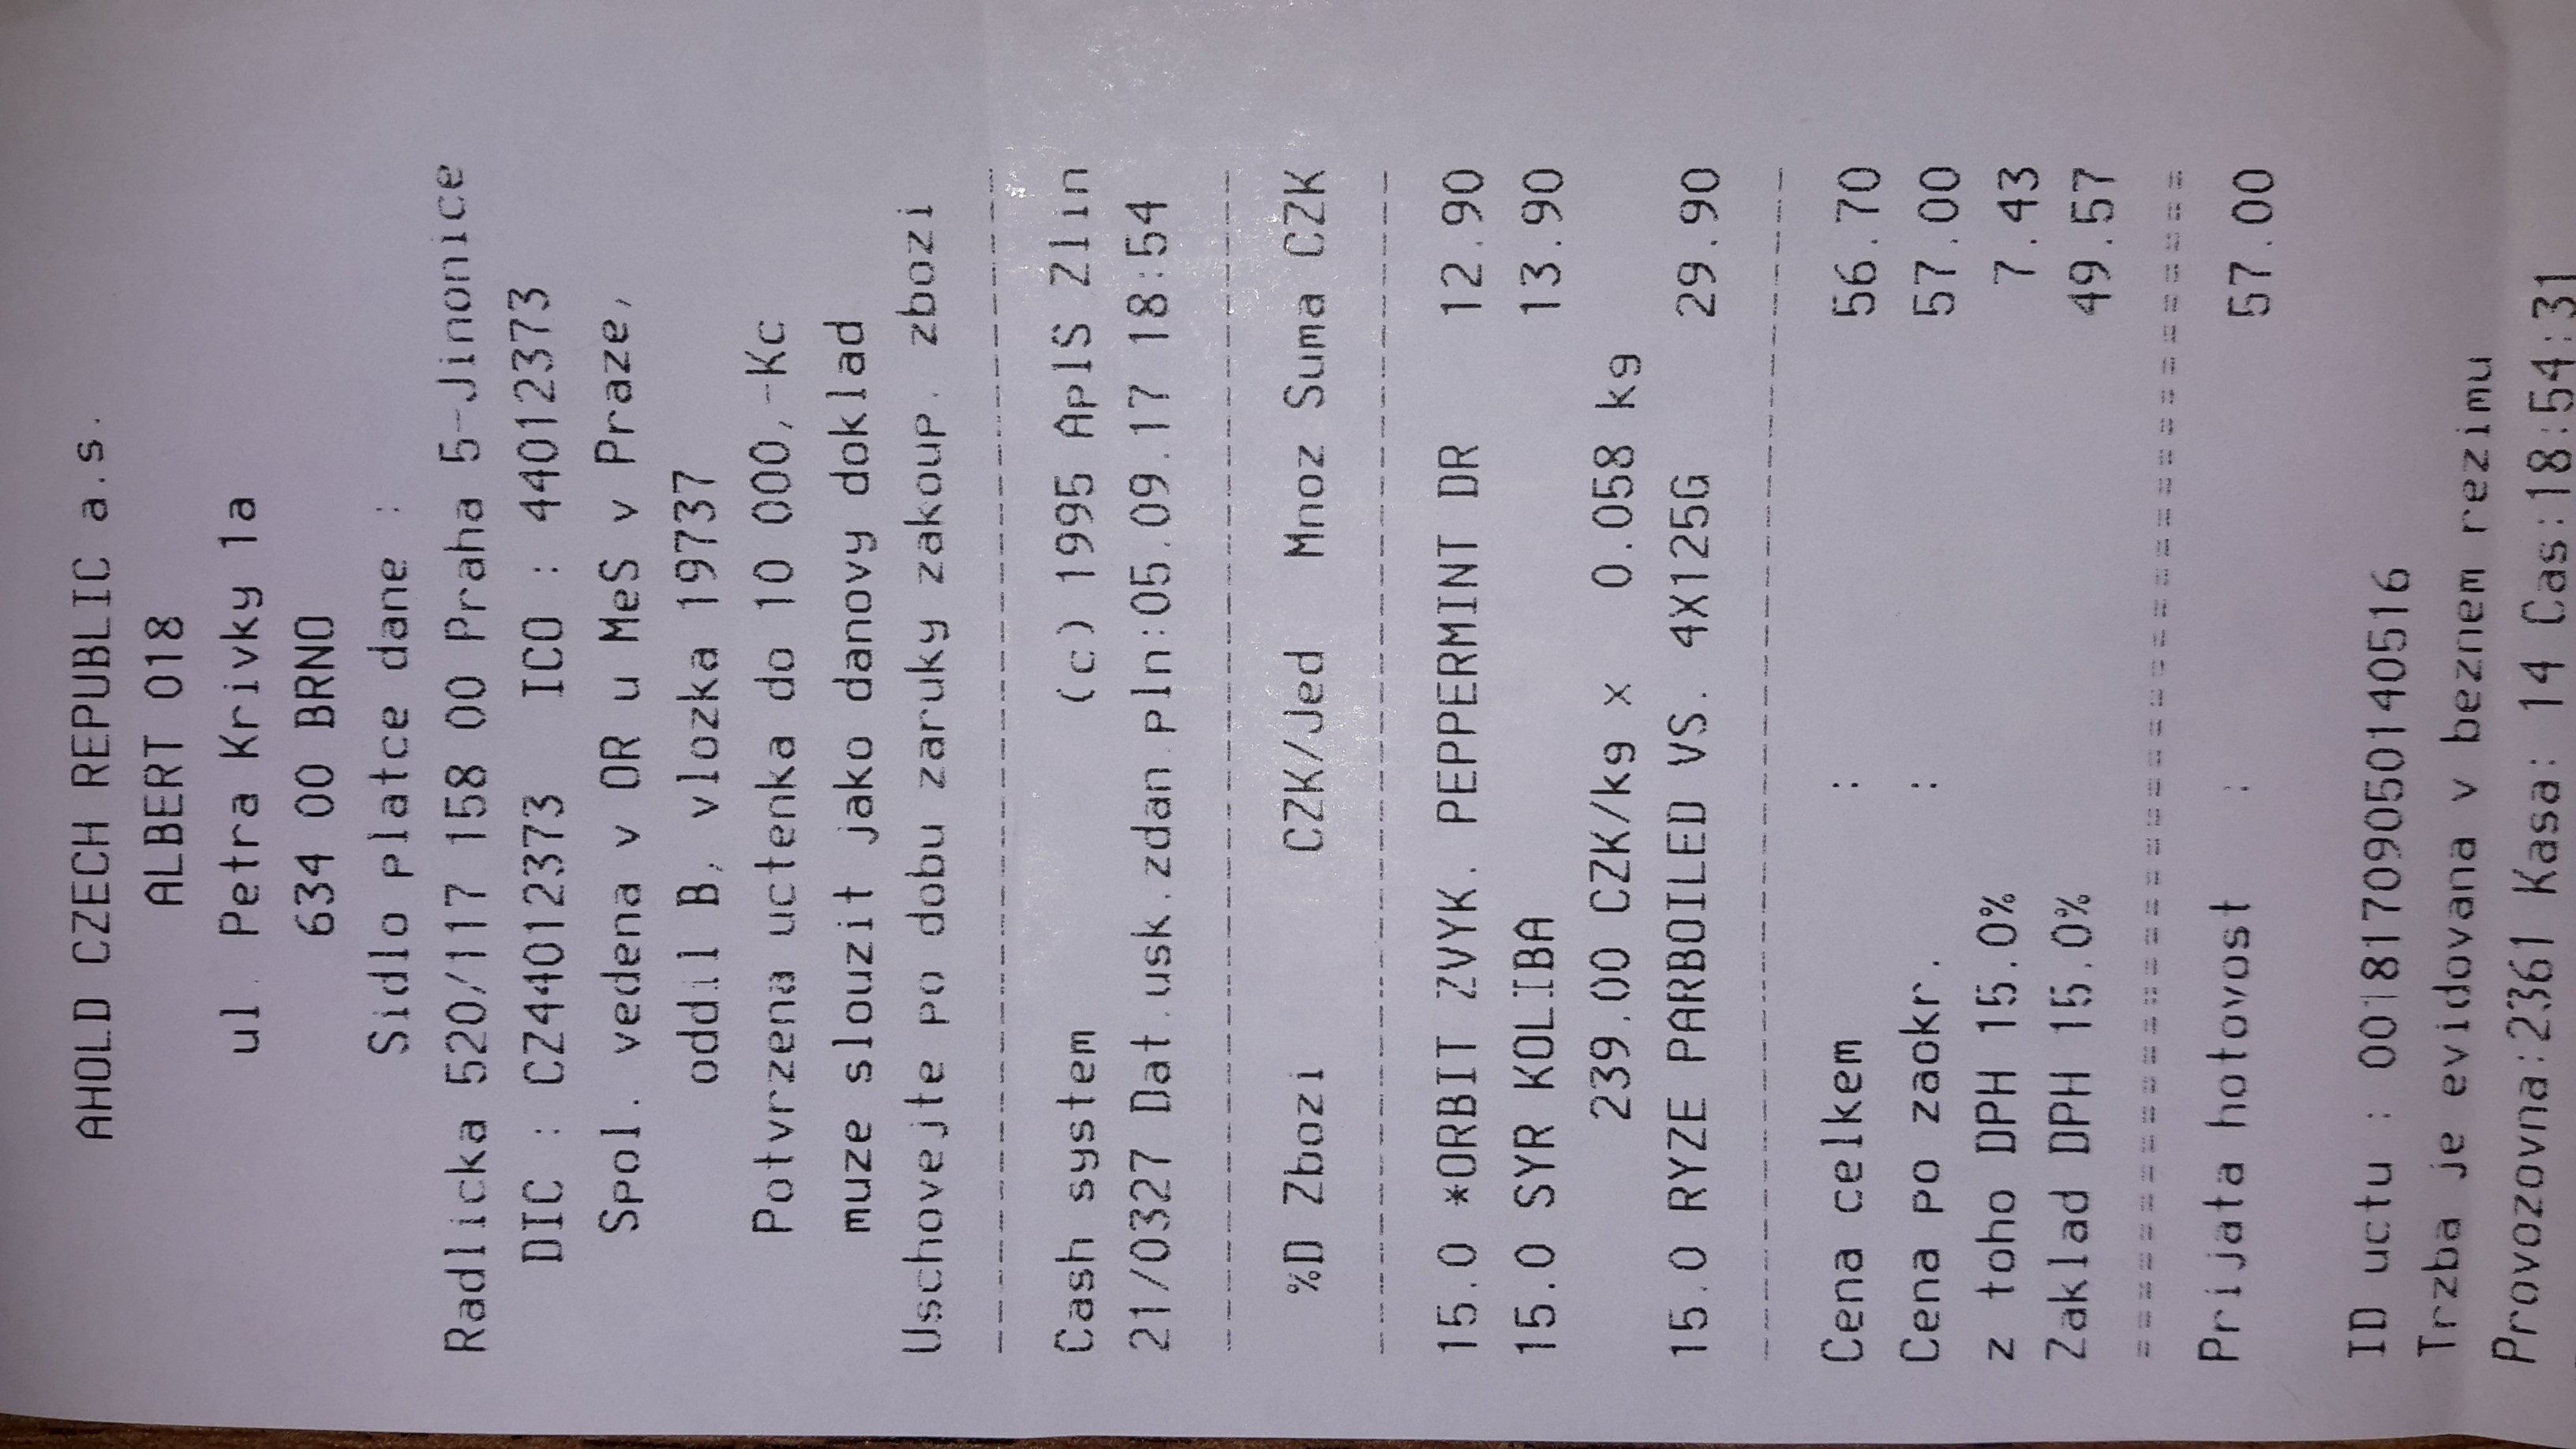 AHOLD CZECH REPUBLIC a.s.
ALBERT 018
ul. Petra Krivky 1a
634 00 BRNO
Sidlo platce dane :
Radlicka 520/117 158 00 Praha 5-Jinonice
DIC : CZ44012373 ICO : 44012373
Spol. vedena v OR u MeS v Praze,
oddil B, vlozka 19737
Potvrzena uctenka do 10 000,-Kc
muze slouzit jako danovy doklad
Uschovejte po dobu zaruky zakoup. zbozi
----------------------------------------
Cash system (c) 1995 AplS Zlin
21/0327 Dat.usk.zdan.pln:05.09.17 18:54
----------------------------------------
%D Zbozi CZK/Jed Mnoz Suma CZK
----------------------------------------
15.0 *ORBIT ZVYK. PEPPERMINT DR 12.90
15.0 SYR KOLIBA 13.90
239.00 CZK/kg x 0.058 kg
15.0 RYZE PARBOILED VS. 4X125G 29.90
----------------------------------------
Cena celkem : 56.70
Cena po zaokr. : 57.00
z toho DPH 15.0% 7.43
Zaklad DPH 15.0% 49.57
========================================
Prijata hotovost : 57.00
ID uctu : 00181709050140516
Trzba je evidovana v beznem rezimu
Provozovna:2361 Kasa: 14 Cas:18:54:31